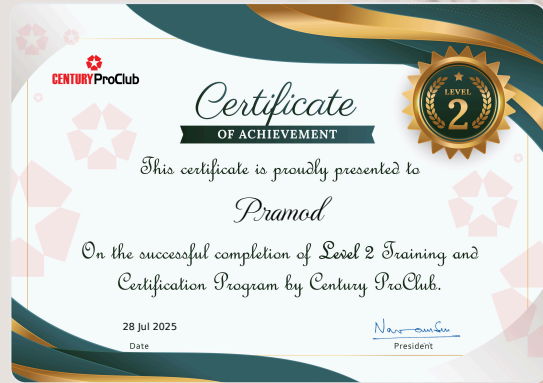 CENTURY ProClub
Certificate
OF ACHIEVEMENT
LEVEL
2
This certificate is proudly presented to
Pramod
On the successful completion of Level 2 Training and
Certification Program by Century ProClub.
28 Jul 2025
Date
President